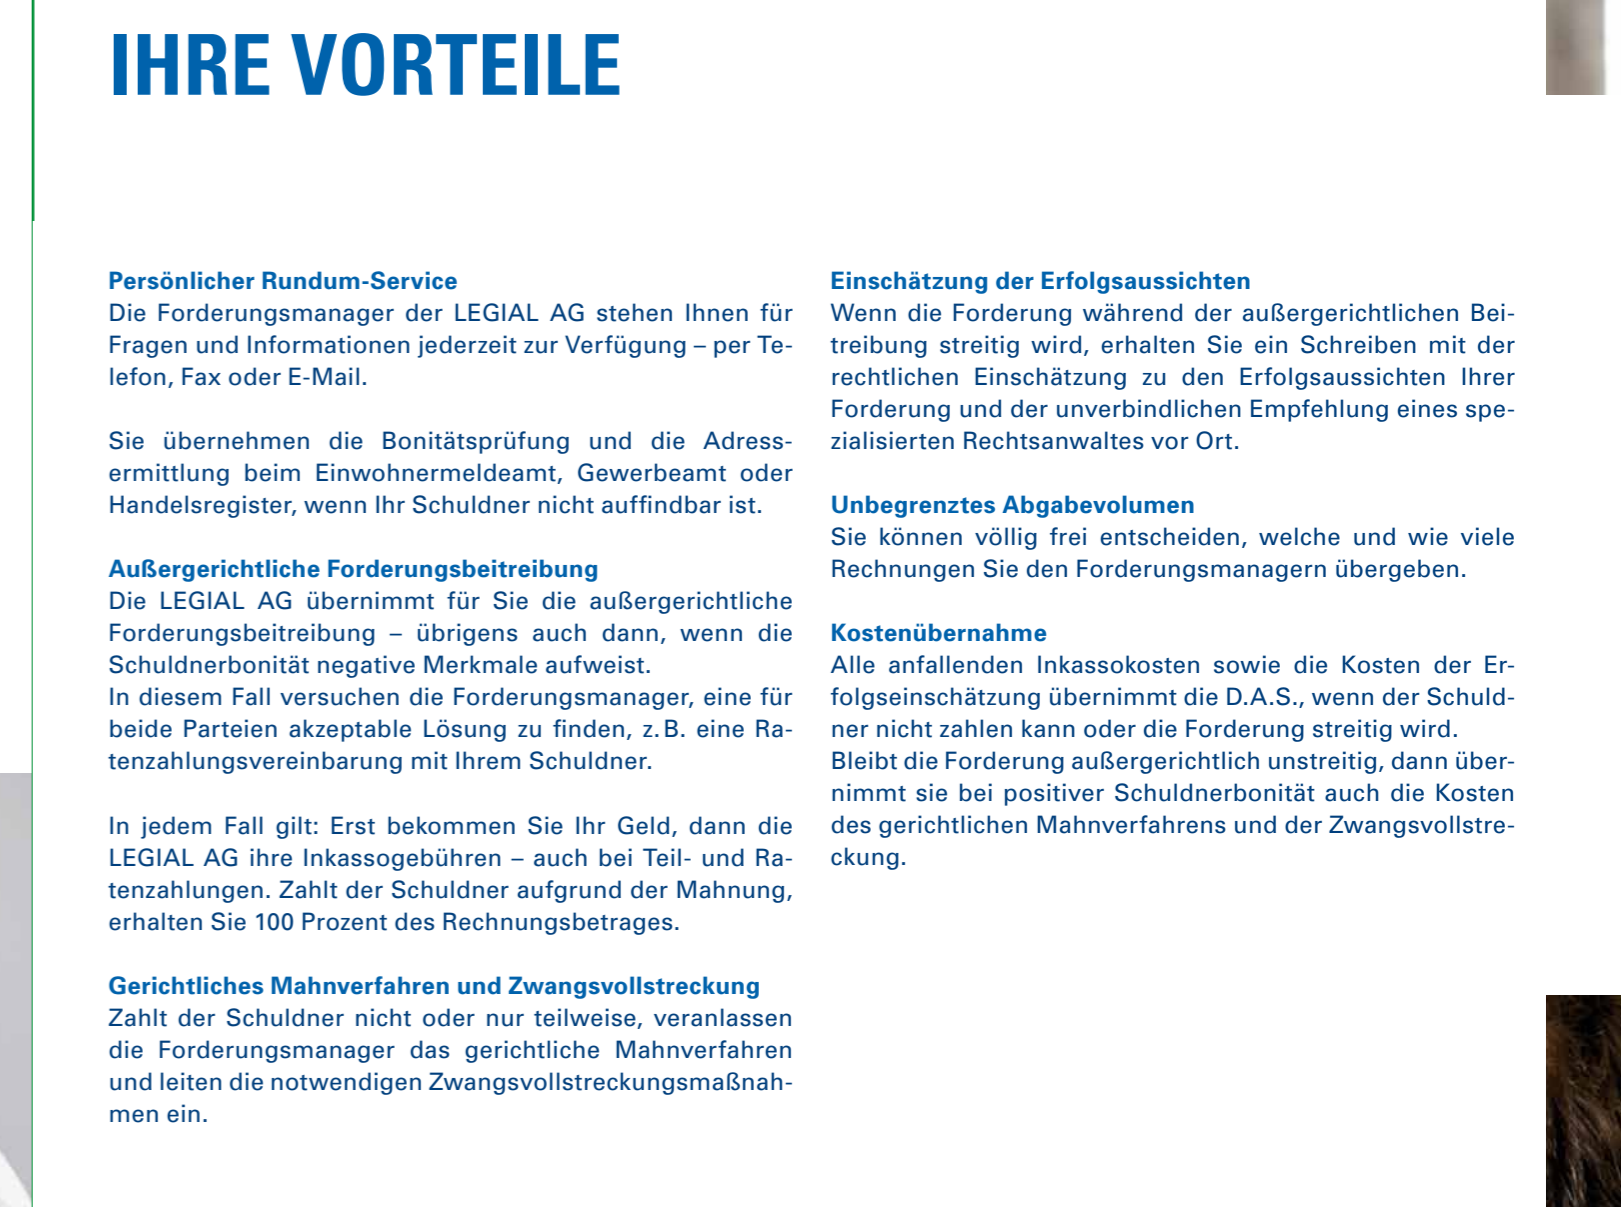 IHRE VORTEILE
Persönlicher Rundum-Service
Die Forderungsmanager der LEGIAL AG stehen Ihnen für
Fragen und Informationen jederzeit zur Verfügung – per Te-
lefon, Fax oder E-Mail.
Sie übernehmen die Bonitätsprüfung und die Adress-
ermittlung beim Einwohnermeldeamt, Gewerbeamt oder
Handelsregister, wenn Ihr Schuldner nicht auffindbar ist.
Außergerichtliche Forderungsbeitreibung
Die LEGIAL AG übernimmt für Sie die außergerichtliche
Forderungsbeitreibung – übrigens auch dann, wenn die
Schuldnerbonität negative Merkmale aufweist.
In diesem Fall versuchen die Forderungsmanager, eine für
beide Parteien akzeptable Lösung zu finden, z. B. eine Ra-
tenzahlungsvereinbarung mit Ihrem Schuldner.
In jedem Fall gilt: Erst bekommen Sie Ihr Geld, dann die
LEGIAL AG ihre Inkassogebühren – auch bei Teil- und Ra-
tenzahlungen. Zahlt der Schuldner aufgrund der Mahnung,
erhalten Sie 100 Prozent des Rechnungsbetrages.
Gerichtliches Mahnverfahren und Zwangsvollstreckung
Zahlt der Schuldner nicht oder nur teilweise, veranlassen
die Forderungsmanager das gerichtliche Mahnverfahren
und leiten die notwendigen Zwangsvollstreckungsmaßnah-
men ein.
Einschätzung der Erfolgsaussichten
Wenn die Forderung während der außergerichtlichen Bei-
treibung streitig wird, erhalten Sie ein Schreiben mit der
rechtlichen Einschätzung zu den Erfolgsaussichten Ihrer
Forderung und der unverbindlichen Empfehlung eines spe-
zialisierten Rechtsanwaltes vor Ort.
Unbegrenztes Abgabevolumen
Sie können völlig frei entscheiden, welche und wie viele
Rechnungen Sie den Forderungsmanagern übergeben.
Kostenübernahme
Alle anfallenden Inkassokosten sowie die Kosten der Er-
folgseinschätzung übernimmt die D.A.S., wenn der Schuld-
ner nicht zahlen kann oder die Forderung streitig wird.
Bleibt die Forderung außergerichtlich unstreitig, dann über-
nimmt sie bei positiver Schuldnerbonität auch die Kosten
des gerichtlichen Mahnverfahrens und der Zwangsvollstre-
ckung.